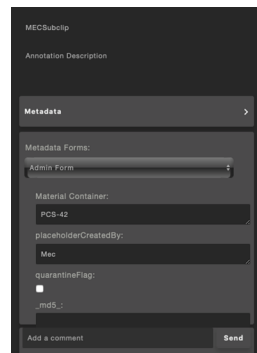 MECSubclip
Annotation Description
Metadata
Metadata Forms:
Admin Form
Material Container:
PCS-42
placeholderCreatedBy:
Mec
quarantineFlag:
_md5_:
Add a comment Send